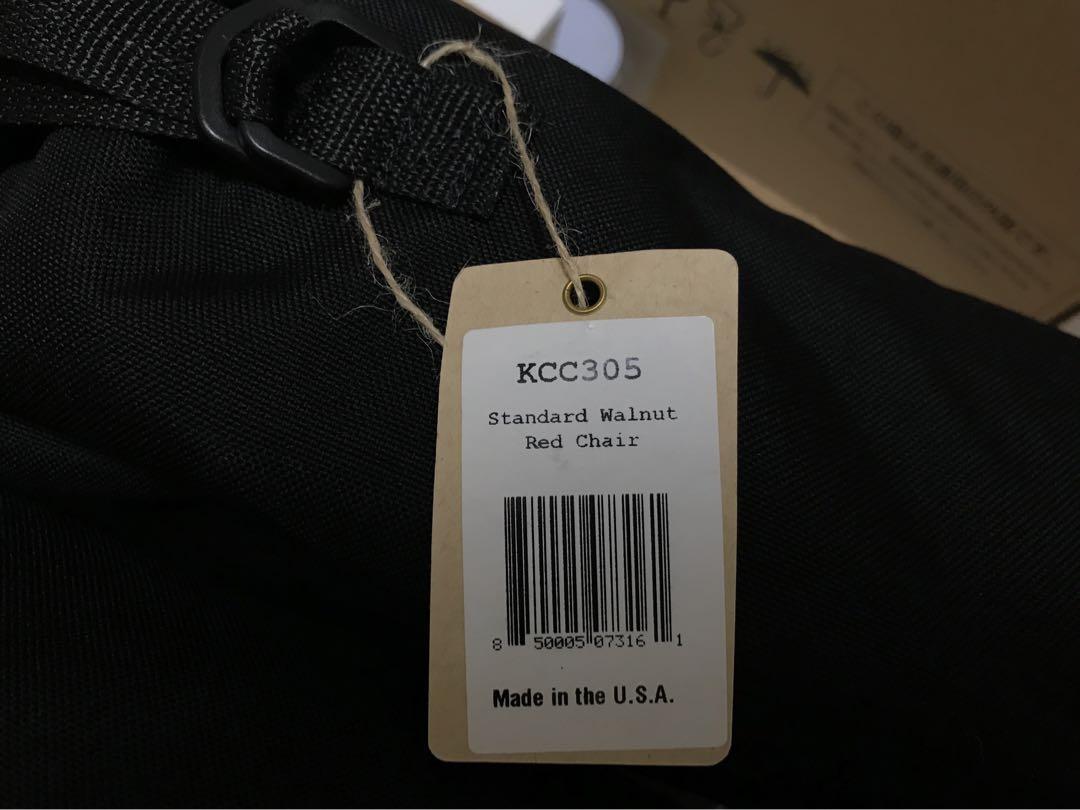 KCC305
Standard Walnut
Red Chair
8 50005 07316 1
Made in the U.S.A.